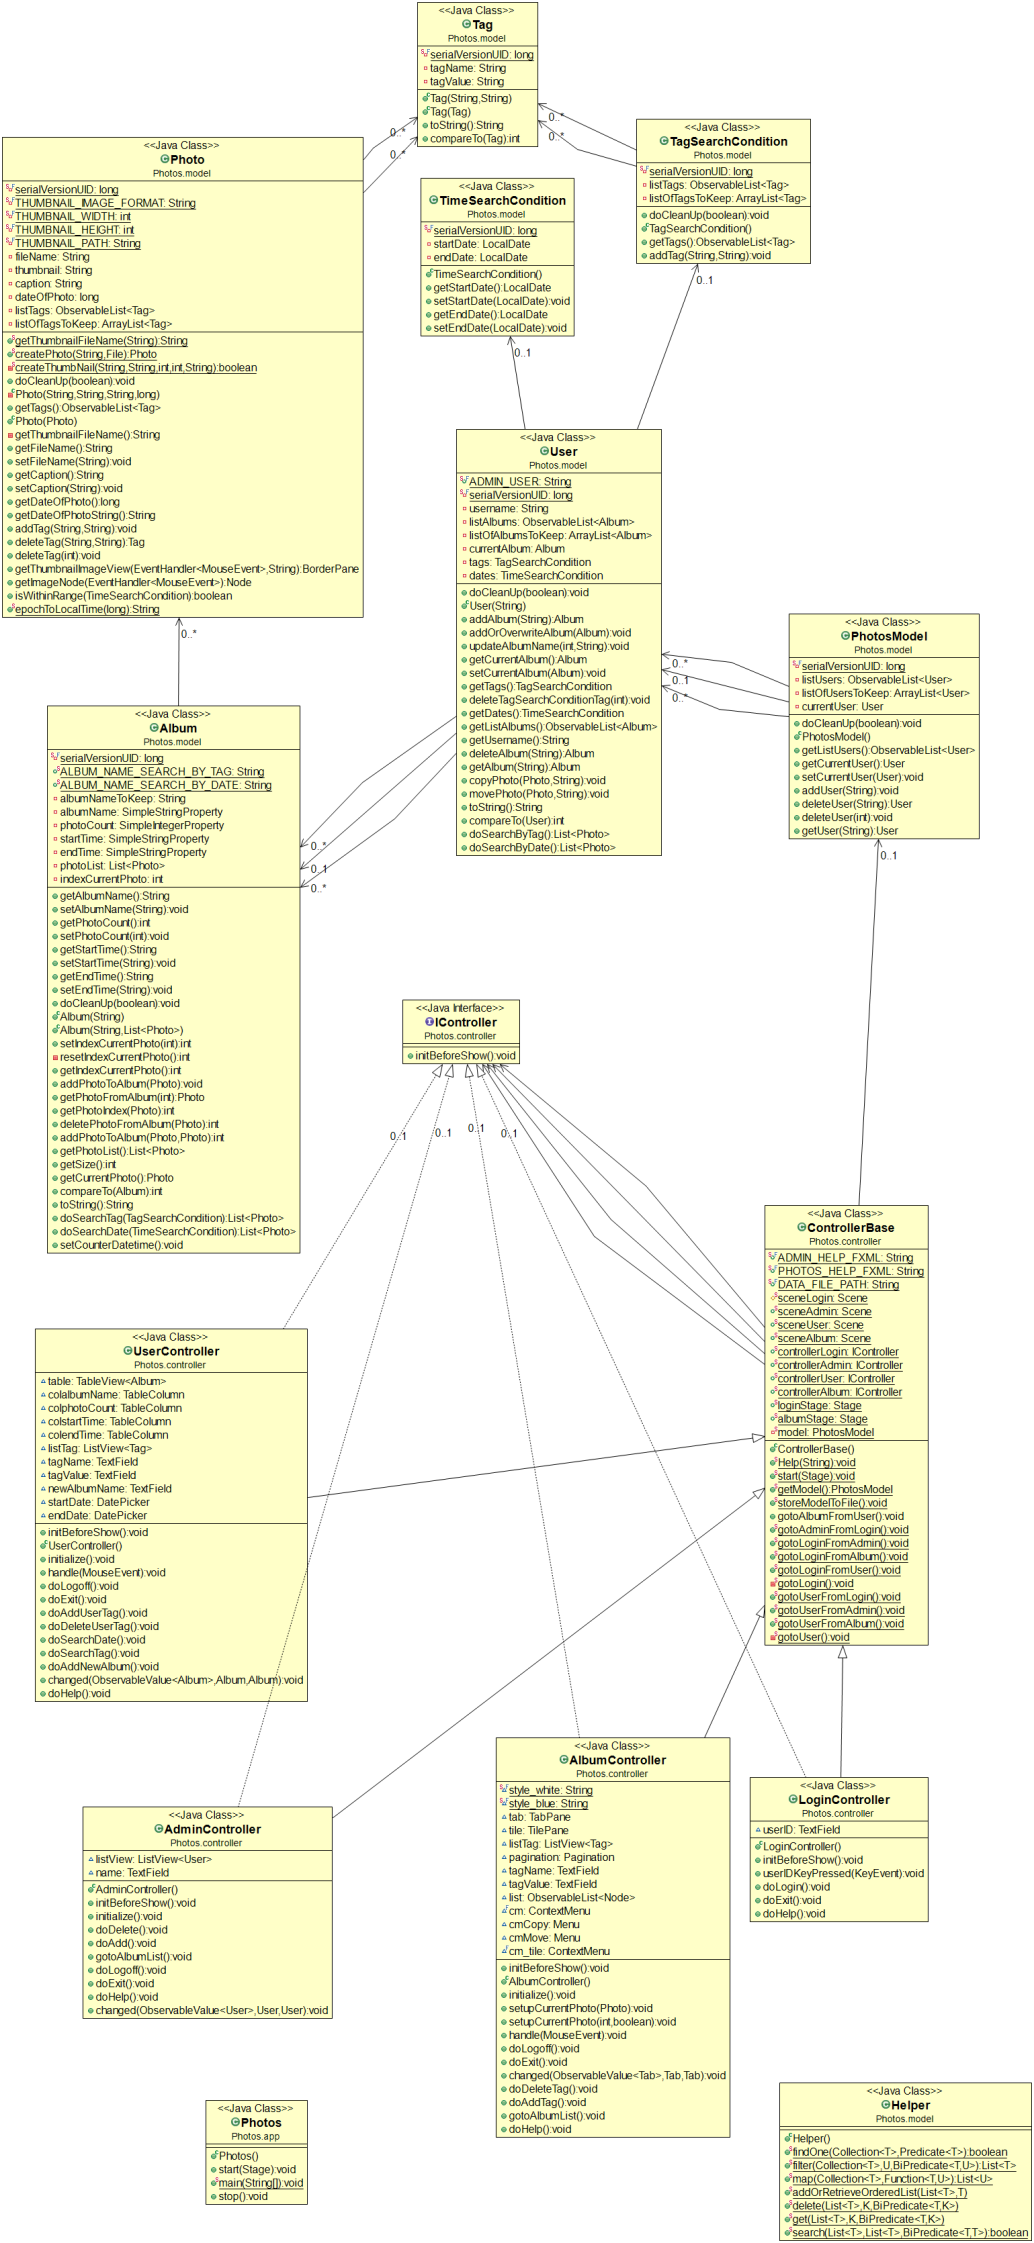 <<Java Class>>
Tag
Photos.model
serialVersionUID: long
tagName: String
tagValue: String
Tag(String,String)
Tag(Tag)
toString():String
compareTo(Tag):int
0..*
0..*
0..*
0..*
<<Java Class>>
TagSearchCondition
Photos.model
serialVersionUID: long
listTags: ObservableList<Tag>
listOfTagsToKeep: ArrayList<Tag>
doCleanUp(boolean):void
TagSearchCondition()
getTags():ObservableList<Tag>
addTag(String,String):void
0..1
<<Java Class>>
Photo
Photos.model
serialVersionUID: long
THUMBNAIL_IMAGE_FORMAT: String
THUMBNAIL_WIDTH: int
THUMBNAIL_HEIGHT: int
THUMBNAIL_PATH: String
fileName: String
thumbnail: String
caption: String
dateOfPhoto: long
listTags: ObservableList<Tag>
listOfTagsToKeep: ArrayList<Tag>
getThumbnailFileName(String):String
createPhoto(String,File):Photo
createThumbNail(String,String,int,int,String):boolean
doCleanUp(boolean):void
Photo(String,String,String,long)
getTags():ObservableList<Tag>
Photo(Photo)
getThumbnailFileName():String
getFileName():String
setFileName(String):void
getCaption():String
setCaption(String):void
getDateOfPhoto():long
getDateOfPhotoString():String
addTag(String,String):void
deleteTag(String,String):Tag
deleteTag(int):void
getThumbnailImageView(EventHandler<MouseEvent>,String):BorderPane
getImageNode(EventHandler<MouseEvent>):Node
isWithinRange(TimeSearchCondition):boolean
epochToLocalTime(long):String
0..*
<<Java Class>>
TimeSearchCondition
Photos.model
serialVersionUID: long
startDate: LocalDate
endDate: LocalDate
TimeSearchCondition()
getStartDate():LocalDate
setStartDate(LocalDate):void
getEndDate():LocalDate
setEndDate(LocalDate):void
0..1
<<Java Class>>
User
Photos.model
ADMIN_USER: String
serialVersionUID: long
username: String
listAlbums: ObservableList<Album>
listOfAlbumsToKeep: ArrayList<Album>
currentAlbum: Album
tags: TagSearchCondition
dates: TimeSearchCondition
doCleanUp(boolean):void
User(String)
addAlbum(String):Album
addOrOverwriteAlbum(Album):void
updateAlbumName(int,String):void
getCurrentAlbum():Album
setCurrentAlbum(Album):void
getTags():TagSearchCondition
deleteTagSearchConditionTag(int):void
getDates():TimeSearchCondition
getListAlbums():ObservableList<Album>
getUsername():String
deleteAlbum(String):Album
getAlbum(String):Album
copyPhoto(Photo,String):void
movePhoto(Photo,String):void
toString():String
compareTo(User):int
doSearchByTag():List<Photo>
doSearchByDate():List<Photo>
0..*
0..1
0..*
<<Java Class>>
PhotosModel
Photos.model
serialVersionUID: long
listUsers: ObservableList<User>
listOfUsersToKeep: ArrayList<User>
currentUser: User
doCleanUp(boolean):void
PhotosModel()
getListUsers():ObservableList<User>
getCurrentUser():User
setCurrentUser(User):void
addUser(String):void
deleteUser(String):User
deleteUser(int):void
getUser(String):User
0..1
<<Java Class>>
Album
Photos.model
serialVersionUID: long
ALBUM_NAME_SEARCH_BY_TAG: String
ALBUM_NAME_SEARCH_BY_DATE: String
albumNameToKeep: String
albumName: SimpleStringProperty
photoCount: SimpleIntegerProperty
startTime: SimpleStringProperty
endTime: SimpleStringProperty
photoList: List<Photo>
indexCurrentPhoto: int
getAlbumName():String
setAlbumName(String):void
getPhotoCount():int
setPhotoCount(int):void
getStartTime():String
setStartTime(String):void
getEndTime():String
setEndTime(String):void
doCleanUp(boolean):void
Album(String)
Album(String,List<Photo>)
setIndexCurrentPhoto(int):int
resetIndexCurrentPhoto():int
getIndexCurrentPhoto():int
addPhotoToAlbum(Photo):void
getPhotoFromAlbum(int):Photo
getPhotoIndex(Photo):int
deletePhotoFromAlbum(Photo):int
addPhotoToAlbum(Photo,Photo):int
getPhotoList():List<Photo>
getSize():int
getCurrentPhoto():Photo
compareTo(Album):int
toString():String
doSearchTag(TagSearchCondition):List<Photo>
doSearchDate(TimeSearchCondition):List<Photo>
setCounterDatetime():void
0..*
0..1
0..*
<<Java Interface>>
IController
Photos.controller
initBeforeShow():void
0..1
0..1
0..1
0..1
<<Java Class>>
ControllerBase
Photos.controller
ADMIN_HELP_FXML: String
PHOTOS_HELP_FXML: String
DATA_FILE_PATH: String
sceneLogin: Scene
sceneAdmin: Scene
sceneUser: Scene
sceneAlbum: Scene
controllerLogin: IController
controllerAdmin: IController
controllerUser: IController
controllerAlbum: IController
loginStage: Stage
albumStage: Stage
model: PhotosModel
ControllerBase()
Help(String):void
start(Stage):void
getModel():PhotosModel
storeModelToFile():void
gotoAlbumFromUser():void
gotoAdminFromLogin():void
gotoLoginFromAdmin():void
gotoLoginFromAlbum():void
gotoLoginFromUser():void
gotoLogin():void
gotoUserFromLogin():void
gotoUserFromAdmin():void
gotoUserFromAlbum():void
gotoUser():void
<<Java Class>>
UserController
Photos.controller
table: TableView<Album>
colalbumName: TableColumn
colphotoCount: TableColumn
colstartTime: TableColumn
colendTime: TableColumn
listTag: ListView<Tag>
tagName: TextField
tagValue: TextField
newAlbumName: TextField
startDate: DatePicker
endDate: DatePicker
initBeforeShow():void
UserController()
initialize():void
handle(MouseEvent):void
doLogoff():void
doExit():void
doAddUserTag():void
doDeleteUserTag():void
doSearchDate():void
doSearchTag():void
doAddNewAlbum():void
changed(ObservableValue<Album>,Album,Album):void
doHelp():void
<<Java Class>>
AlbumController
Photos.controller
style_white: String
style_blue: String
tab: TabPane
tile: TilePane
listTag: ListView<Tag>
pagination: Pagination
tagName: TextField
tagValue: TextField
list: ObservableList<Node>
cm: ContextMenu
cmCopy: Menu
cmMove: Menu
cm_tile: ContextMenu
initBeforeShow():void
AlbumController()
initialize():void
setupCurrentPhoto(Photo):void
setupCurrentPhoto(int,boolean):void
handle(MouseEvent):void
doLogoff():void
doExit():void
changed(ObservableValue<Tab>,Tab,Tab):void
doDeleteTag():void
doAddTag():void
gotoAlbumList():void
doHelp():void
<<Java Class>>
LoginController
Photos.controller
userID: TextField
LoginController()
initBeforeShow():void
userIDKeyPressed(KeyEvent):void
doLogin():void
doExit():void
doHelp():void
<<Java Class>>
AdminController
Photos.controller
listView: ListView<User>
name: TextField
AdminController()
initBeforeShow():void
initialize():void
doDelete():void
doAdd():void
gotoAlbumList():void
doLogoff():void
doExit():void
doHelp():void
changed(ObservableValue<User>,User,User):void
<<Java Class>>
Photos
Photos.app
Photos()
start(Stage):void
main(String[]):void
stop():void
<<Java Class>>
Helper
Photos.model
Helper()
findOne(Collection<T>,Predicate<T>):boolean
filter(Collection<T>,U,BiPredicate<T,U>):List<T>
map(Collection<T>,Function<T,U>):List<U>
addOrRetrieveOrderedList(List<T>,T)
delete(List<T>,K,BiPredicate<T,K>)
get(List<T>,K,BiPredicate<T,K>)
search(List<T>,List<T>,BiPredicate<T,T>):boolean